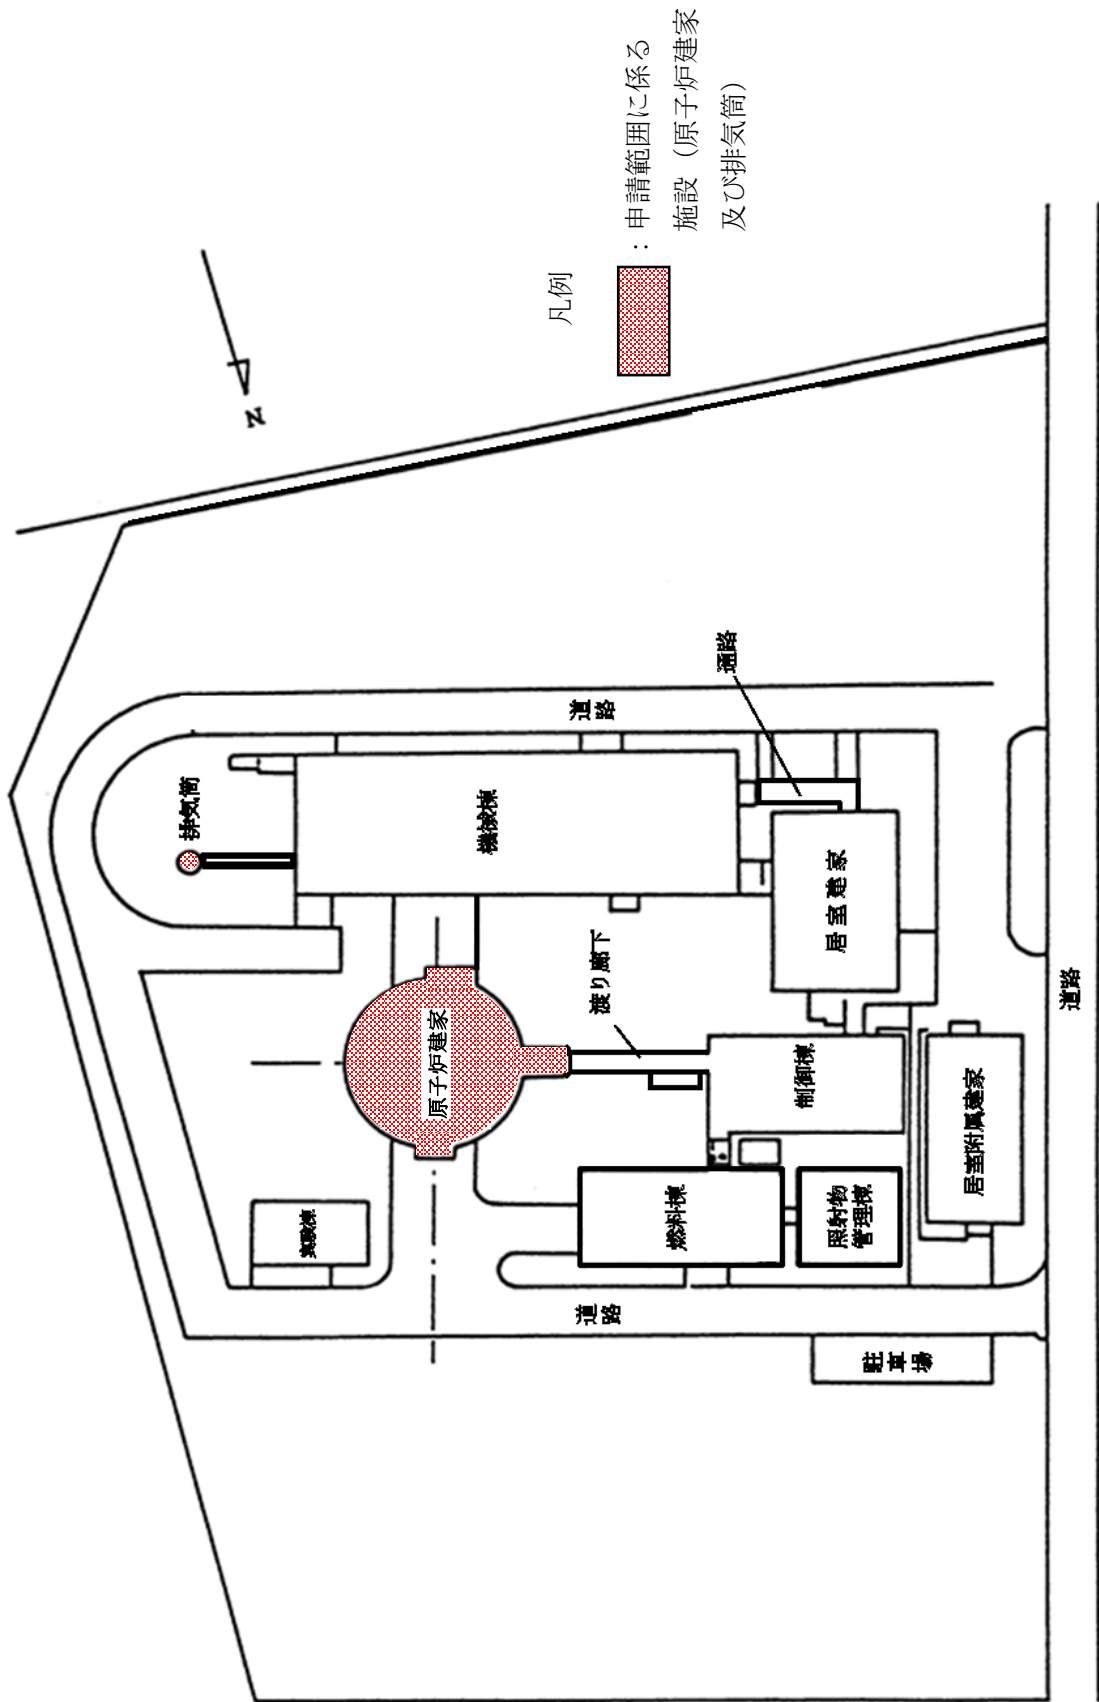 凡例
：申請範囲に係る
施設（原子炉建家
及び排気筒）
N
排気筒
道
路
機械棟
通路
居室建家
原子炉建家
渡り廊下
制御棟
居室附属建家
実験棟
燃料棟
照射物
管理棟
道
路
駐車場
道路